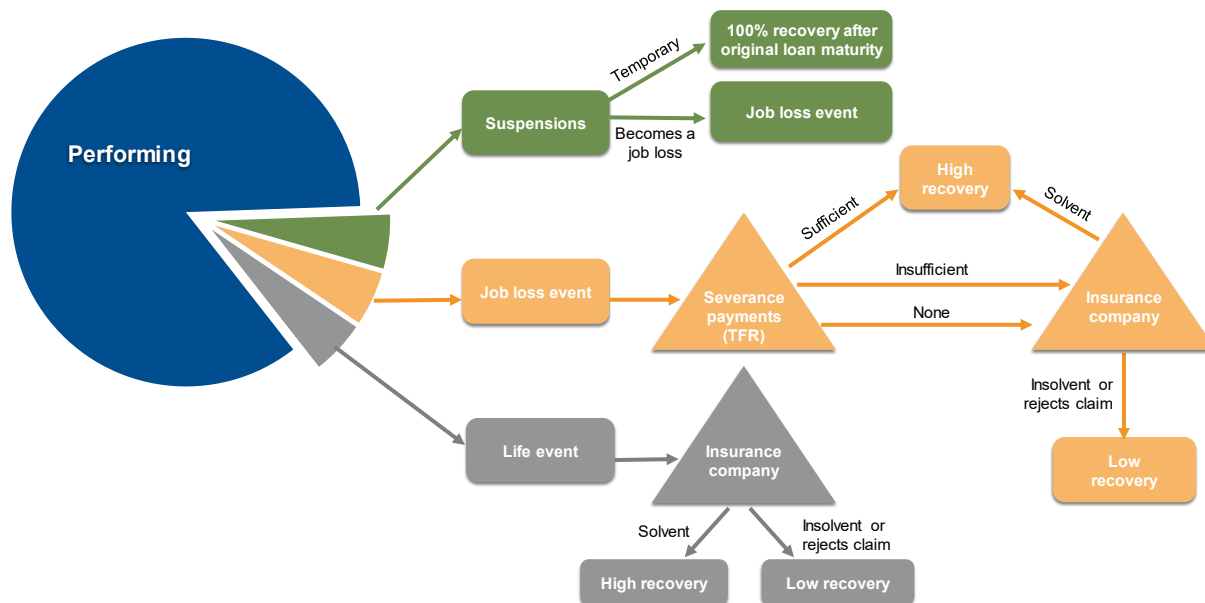 Performing
Suspensions
Temporary
100% recovery after
original loan maturity
Becomes a
job loss
Job loss event
Job loss event
Severance
payments
(TFR)
Sufficient
High
recovery
Solvent
Insufficient
None
Insurance
company
Insolvent or
rejects claim
Low
recovery
Life event
Insurance
company
Solvent
Insolvent or
rejects claim
High recovery
Low recovery